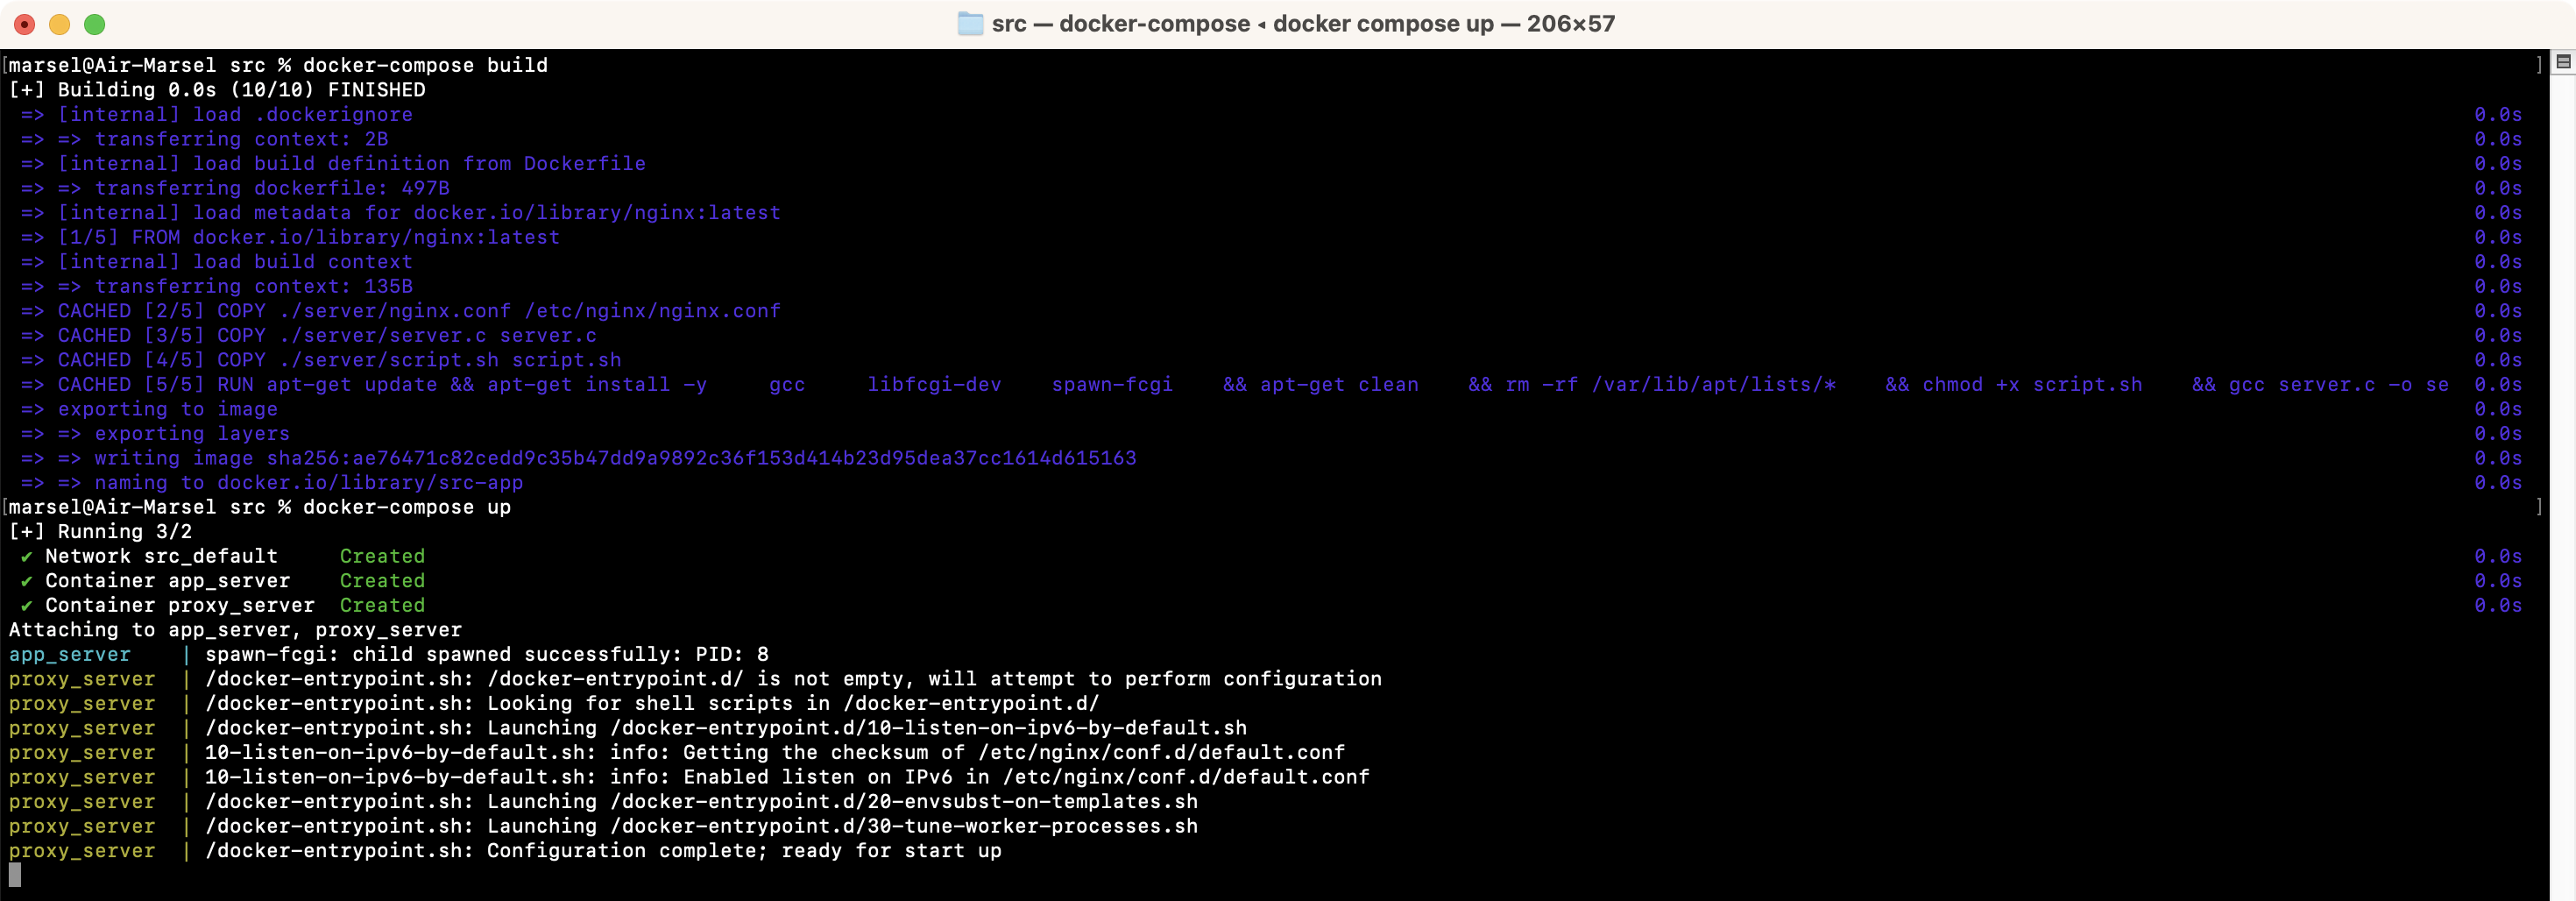 src — docker-compose ◂ docker compose up — 206×57
[marsel@Air-Marsel src % docker-compose build ]
[+] Building 0.0s (10/10) FINISHED
=> [internal] load .dockerignore 0.0s
=> => transferring context: 2B 0.0s
=> [internal] load build definition from Dockerfile 0.0s
=> => transferring dockerfile: 497B 0.0s
=> [internal] load metadata for docker.io/library/nginx:latest 0.0s
=> [1/5] FROM docker.io/library/nginx:latest 0.0s
=> [internal] load build context 0.0s
=> => transferring context: 135B 0.0s
=> CACHED [2/5] COPY ./server/nginx.conf /etc/nginx/nginx.conf 0.0s
=> CACHED [3/5] COPY ./server/server.c server.c 0.0s
=> CACHED [4/5] COPY ./server/script.sh script.sh 0.0s
=> CACHED [5/5] RUN apt-get update && apt-get install -y     gcc     libfcgi-dev    spawn-fcgi    && apt-get clean    && rm -rf /var/lib/apt/lists/*    && chmod +x script.sh    && gcc server.c -o se 0.0s
=> exporting to image 0.0s
=> => exporting layers 0.0s
=> => writing image sha256:ae76471c82cedd9c35b47dd9a9892c36f153d414b23d95dea37cc1614d615163 0.0s
=> => naming to docker.io/library/src-app 0.0s
[marsel@Air-Marsel src % docker-compose up ]
[+] Running 3/2
✔ Network src_default     Created 0.0s
✔ Container app_server    Created 0.0s
✔ Container proxy_server  Created 0.0s
Attaching to app_server, proxy_server
app_server    | spawn-fcgi: child spawned successfully: PID: 8
proxy_server  | /docker-entrypoint.sh: /docker-entrypoint.d/ is not empty, will attempt to perform configuration
proxy_server  | /docker-entrypoint.sh: Looking for shell scripts in /docker-entrypoint.d/
proxy_server  | /docker-entrypoint.sh: Launching /docker-entrypoint.d/10-listen-on-ipv6-by-default.sh
proxy_server  | 10-listen-on-ipv6-by-default.sh: info: Getting the checksum of /etc/nginx/conf.d/default.conf
proxy_server  | 10-listen-on-ipv6-by-default.sh: info: Enabled listen on IPv6 in /etc/nginx/conf.d/default.conf
proxy_server  | /docker-entrypoint.sh: Launching /docker-entrypoint.d/20-envsubst-on-templates.sh
proxy_server  | /docker-entrypoint.sh: Launching /docker-entrypoint.d/30-tune-worker-processes.sh
proxy_server  | /docker-entrypoint.sh: Configuration complete; ready for start up